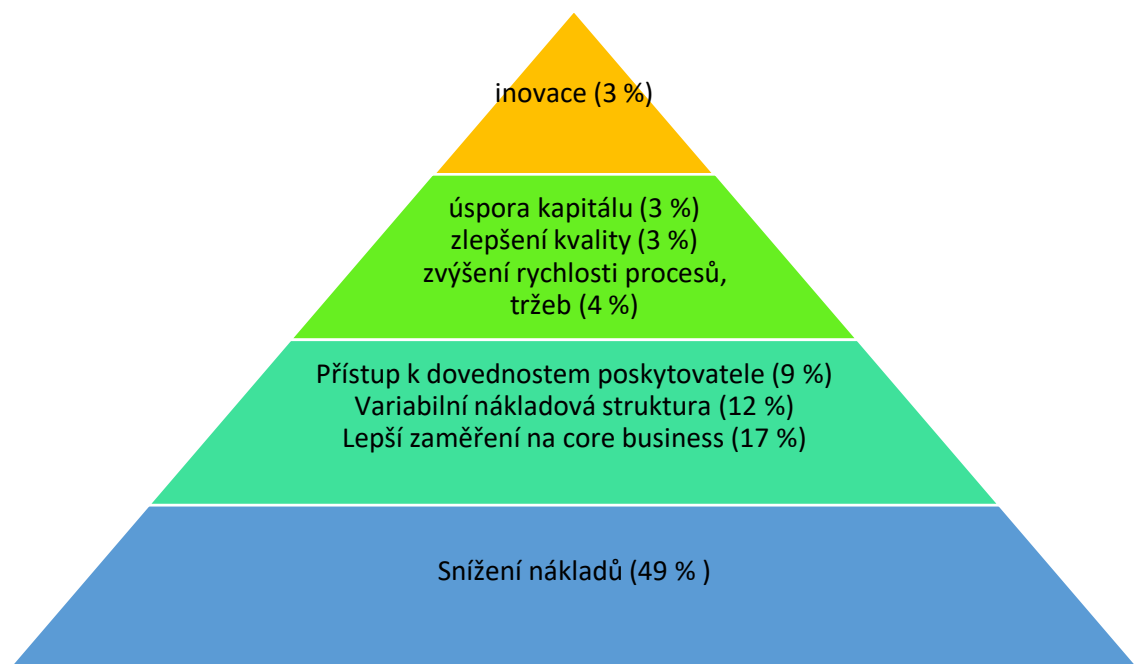 inovace (3 %)
úspora kapitálu (3 %)
zlepšení kvality (3 %)
zvýšení rychlosti procesů,
tržeb (4 %)
Přístup k dovednostem poskytovatele (9 %)
Variabilní nákladová struktura (12 %)
Lepší zaměření na core business (17 %)
Snížení nákladů (49 % )